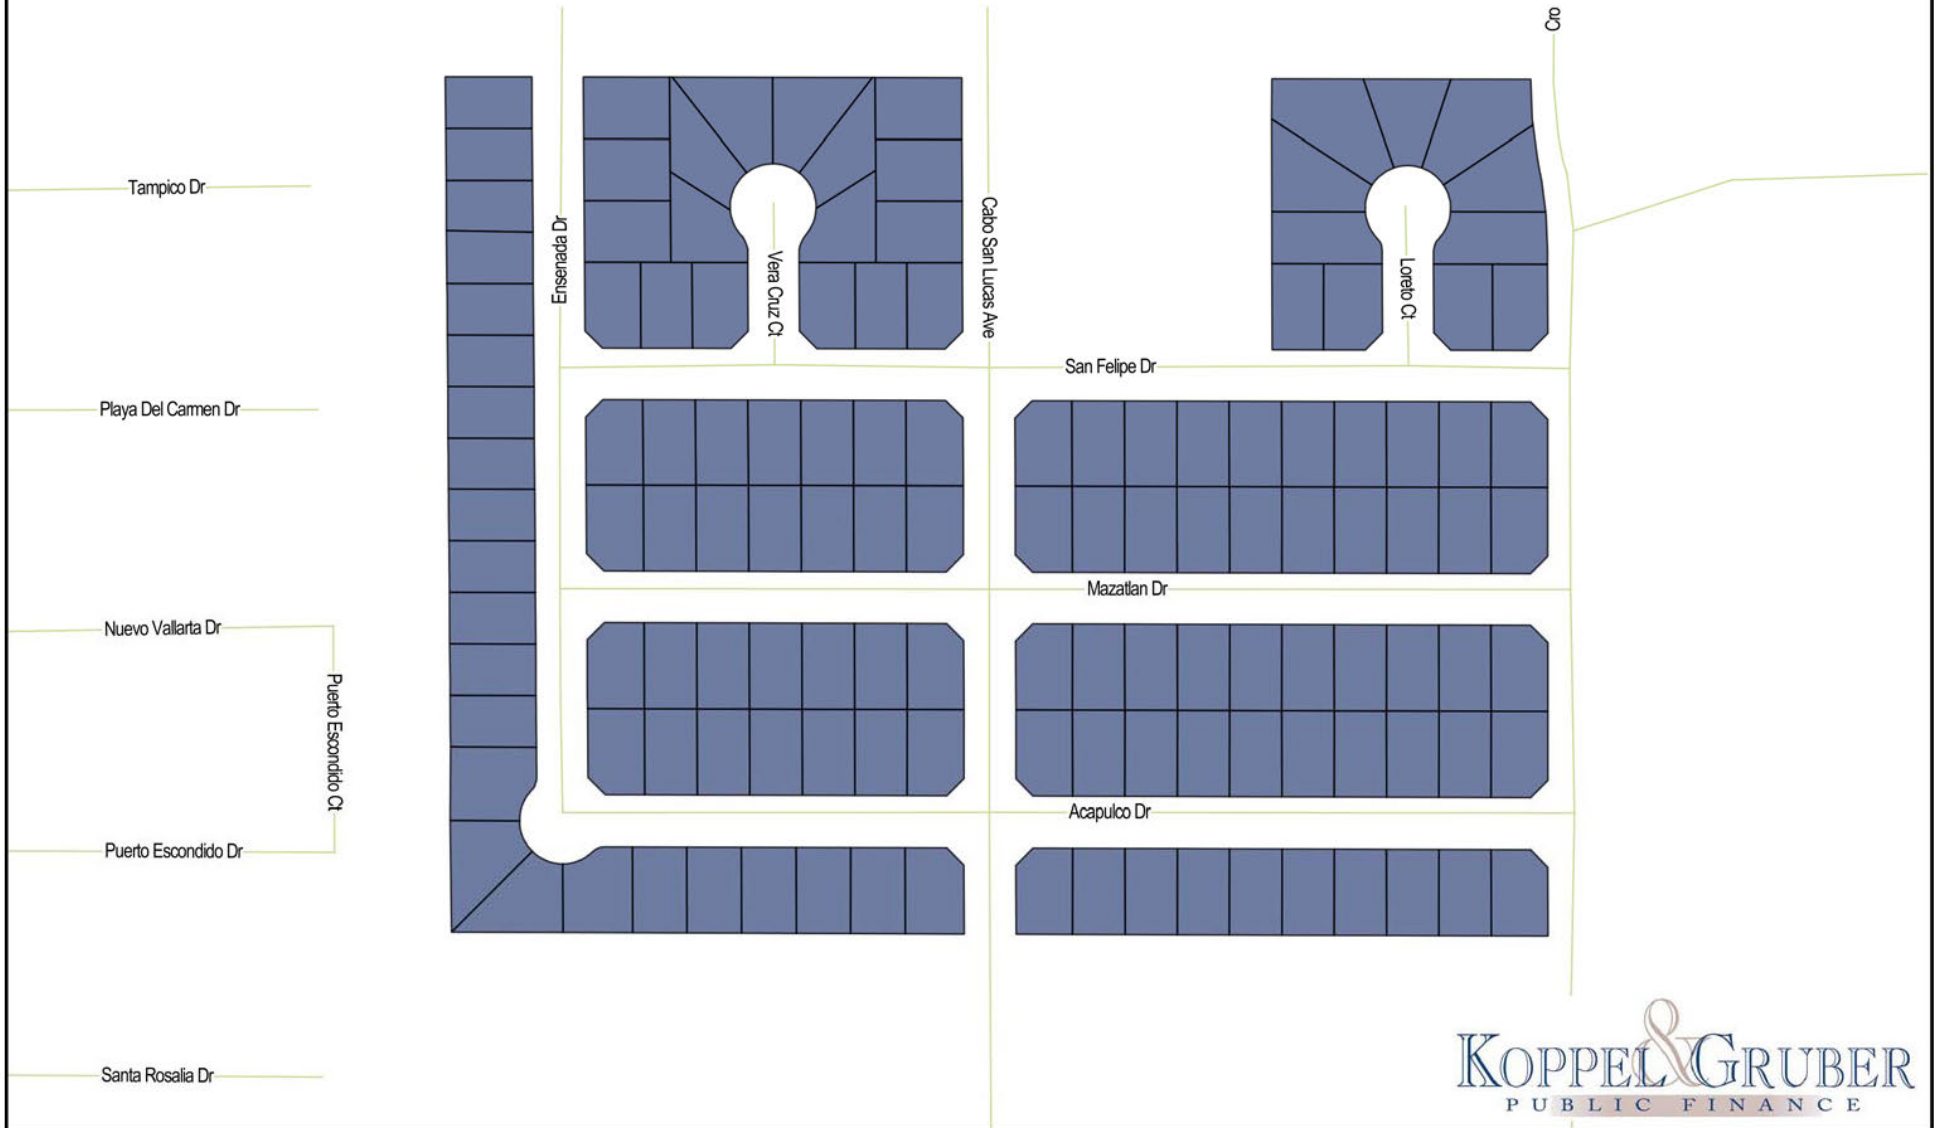 Cro
Tampico Dr
Ensenada Dr
Vera Cruz Ct
Cabo San Lucas Ave
Loreto Ct
San Felipe Dr
Playa Del Carmen Dr
Mazatlan Dr
Nuevo Vallarta Dr
Puerto Escondido Ct
Acapulco Dr
Puerto Escondido Dr
Santa Rosalia Dr
KOPPEL & GRUBER
PUBLIC FINANCE